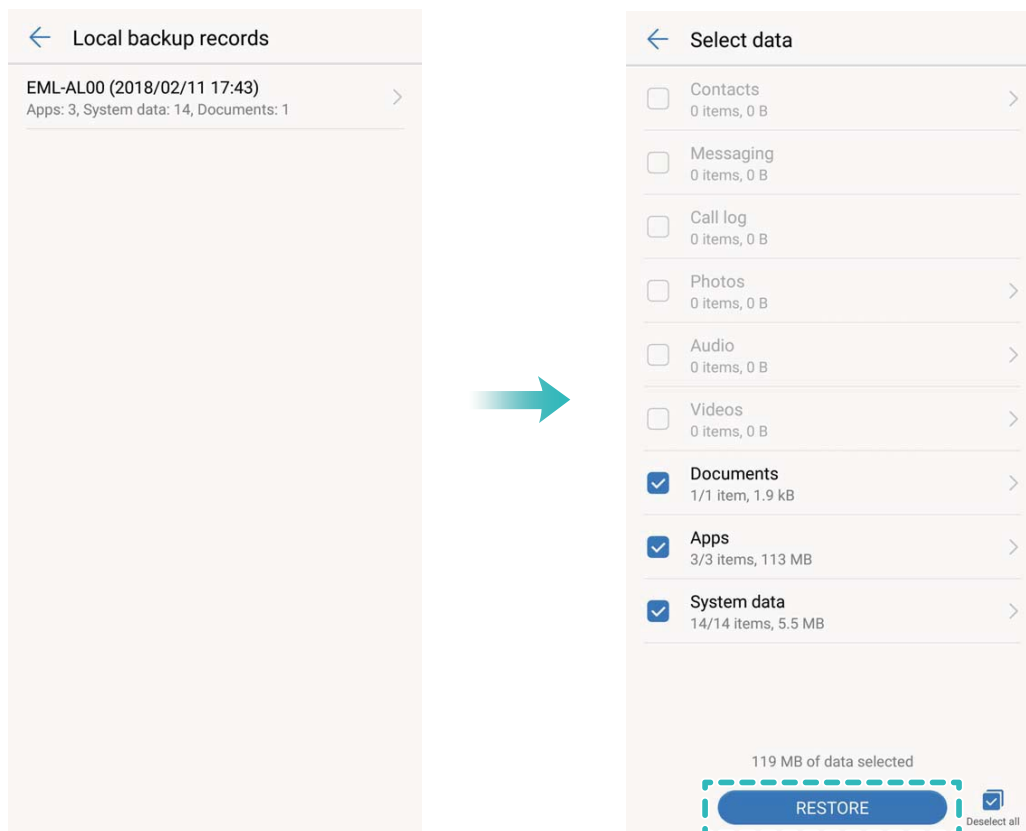 Local backup records
EML-AL00 (2018/02/11 17:43)
Apps: 3, System data: 14, Documents: 1
Select data
Contacts
0 items, 0 B
Messaging
0 items, 0 B
Call log
0 items, 0 B
Photos
0 items, 0 B
Audio
0 items, 0 B
Videos
0 items, 0 B
Documents
1/1 item, 1.9 kB
Apps
3/3 items, 113 MB
System data
14/14 items, 5.5 MB
119 MB of data selected
RESTORE
Deselect all